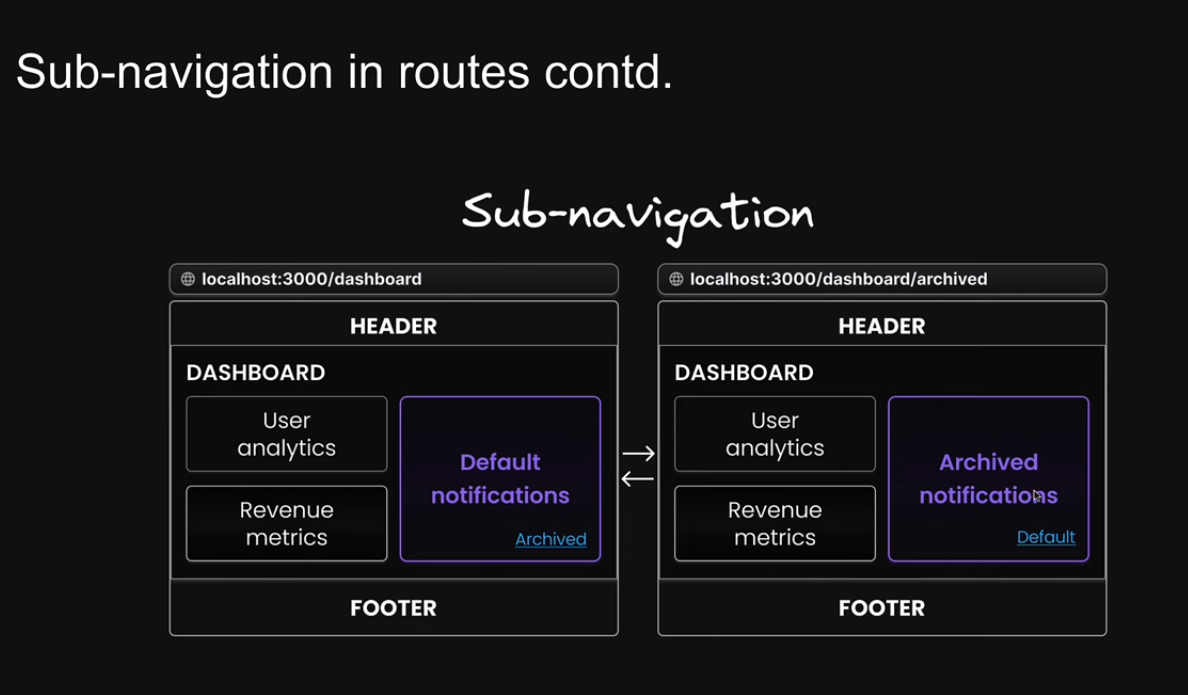 Sub-navigation in routes contd.
Sub-navigation
localhost:3000/dashboard
HEADER
DASHBOARD
User
analytics
Revenue
metrics
Default
notifications
Archived
FOOTER
localhost:3000/dashboard/archived
HEADER
DASHBOARD
User
analytics
Revenue
metrics
Archived
notifications
Default
FOOTER